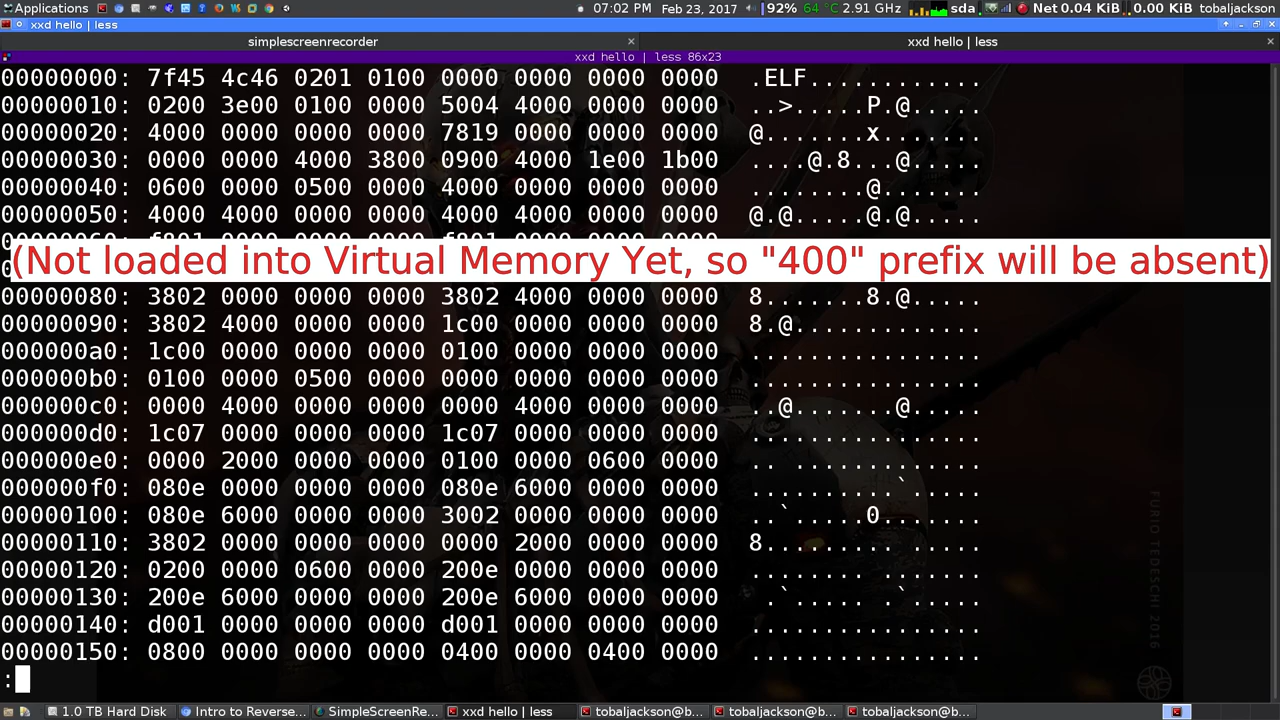 Applications 07:02 PM Feb 23, 2017 92% 64 °C 2.91 GHz sda Net 0.04 KiB 0.00 KiB tobaljackson
xxd hello | less
simplescreenrecorder × xxd hello | less ×
xxd hello | less 86x23
00000000: 7f45 4c46 0201 0100 0000 0000 0000 0000 .ELF............
00000010: 0200 3e00 0100 0000 5004 4000 0000 0000 ..>.....P.@.....
00000020: 4000 0000 0000 0000 7819 0000 0000 0000 @.......x.......
00000030: 0000 0000 4000 3800 0900 4000 1e00 1b00 ....@.8...@.....
00000040: 0600 0000 0500 0000 4000 0000 0000 0000 ........@.......
00000050: 4000 4000 0000 0000 4000 4000 0000 0000 @.@.....@.@.....
(Not loaded into Virtual Memory Yet, so "400" prefix will be absent)
00000080: 3802 0000 0000 0000 3802 4000 0000 0000 8.......8.@.....
00000090: 3802 4000 0000 0000 1c00 0000 0000 0000 8.@.............
000000a0: 1c00 0000 0000 0000 0100 0000 0000 0000 ................
000000b0: 0100 0000 0500 0000 0000 0000 0000 0000 ................
000000c0: 0000 4000 0000 0000 0000 4000 0000 0000 ..@.......@.....
000000d0: 1c07 0000 0000 0000 1c07 0000 0000 0000 ................
000000e0: 0000 2000 0000 0000 0100 0000 0600 0000 .. .............
000000f0: 080e 0000 0000 0000 080e 6000 0000 0000 ..........`.....
00000100: 080e 6000 0000 0000 3002 0000 0000 0000 ..`.....0.......
00000110: 3802 0000 0000 0000 0000 2000 0000 0000 8......... .....
00000120: 0200 0000 0600 0000 200e 0000 0000 0000 ........ .......
00000130: 200e 6000 0000 0000 200e 6000 0000 0000  .`..... .`.....
00000140: d001 0000 0000 0000 d001 0000 0000 0000 ................
00000150: 0800 0000 0000 0000 0400 0000 0400 0000 ................
:
FURIO TEDESCHI 2016
1.0 TB Hard Disk Intro to Reverse... SimpleScreenRe... xxd hello | less tobaljackson@b... tobaljackson@b... tobaljackson@b...